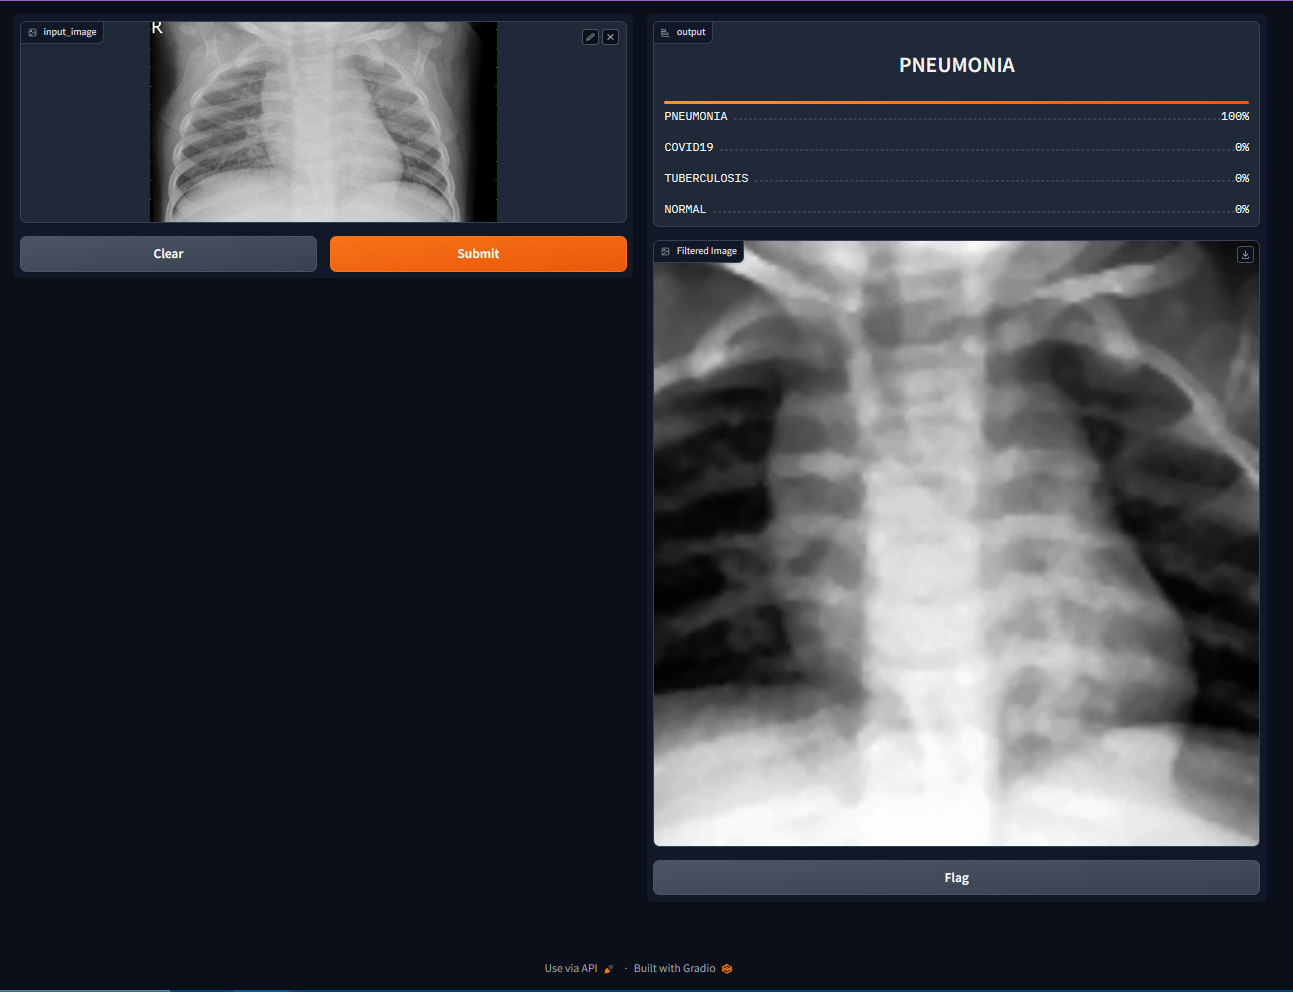 input_image
R
Clear
Submit
output
PNEUMONIA
PNEUMONIA 100%
COVID19 0%
TUBERCULOSIS 0%
NORMAL 0%
Filtered Image
Flag
Use via API · Built with Gradio